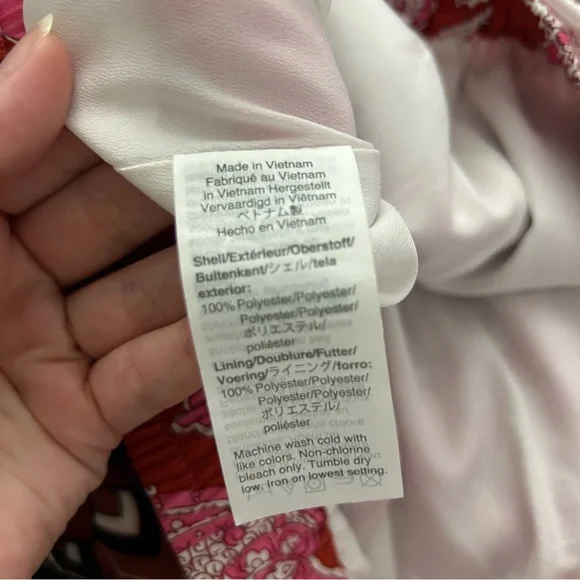 Made in Vietnam
Fabriqué au Vietnam
in Vietnam Hergestellt
Vervaardigd in Viëtnam
ベトナム製
Hecho en Vietnam
Shell/Extérieur/Oberstoff/
Buitenkant/シェル/tela
exterior:
100% Polyester/Polyester/
Polyester/Polyester/
ポリエステル/
poliéster
Lining/Doublure/Futter/
Voering/ライニング/forro:
100% Polyester/Polyester/
Polyester/Polyester/
ポリエステル/
poliéster
Machine wash cold with
like colors. Non-chlorine
bleach only. Tumble dry
low. Iron on lowest setting.